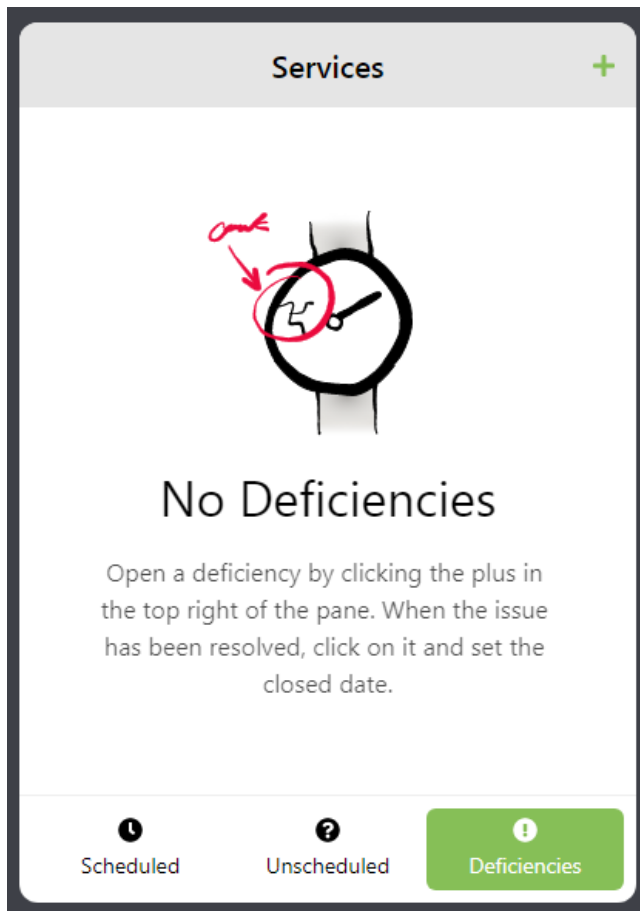 Services
No Deficiencies
Open a deficiency by clicking the plus in
the top right of the pane. When the issue
has been resolved, click on it and set the
closed date.
Scheduled
Unscheduled
Deficiencies